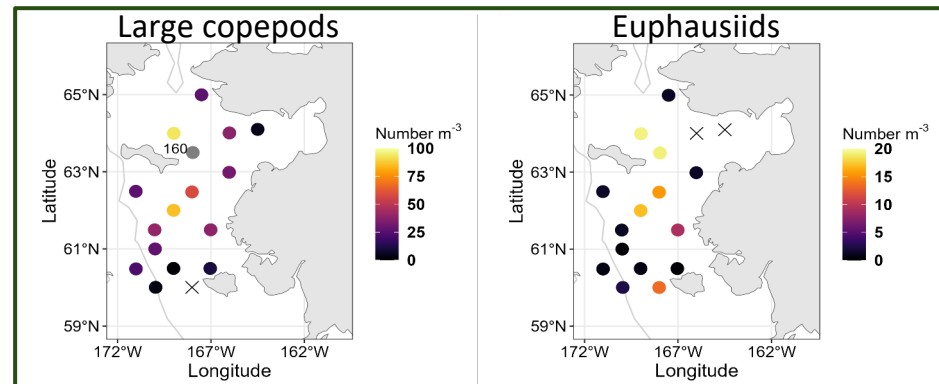 Large copepods
65°N
63°N
61°N
59°N
172°W 167°W 162°W
Latitude
Longitude
160
Number m⁻³
100
75
50
25
0
Euphausiids
65°N
63°N
61°N
59°N
172°W 167°W 162°W
Latitude
Longitude
Number m⁻³
20
15
10
5
0